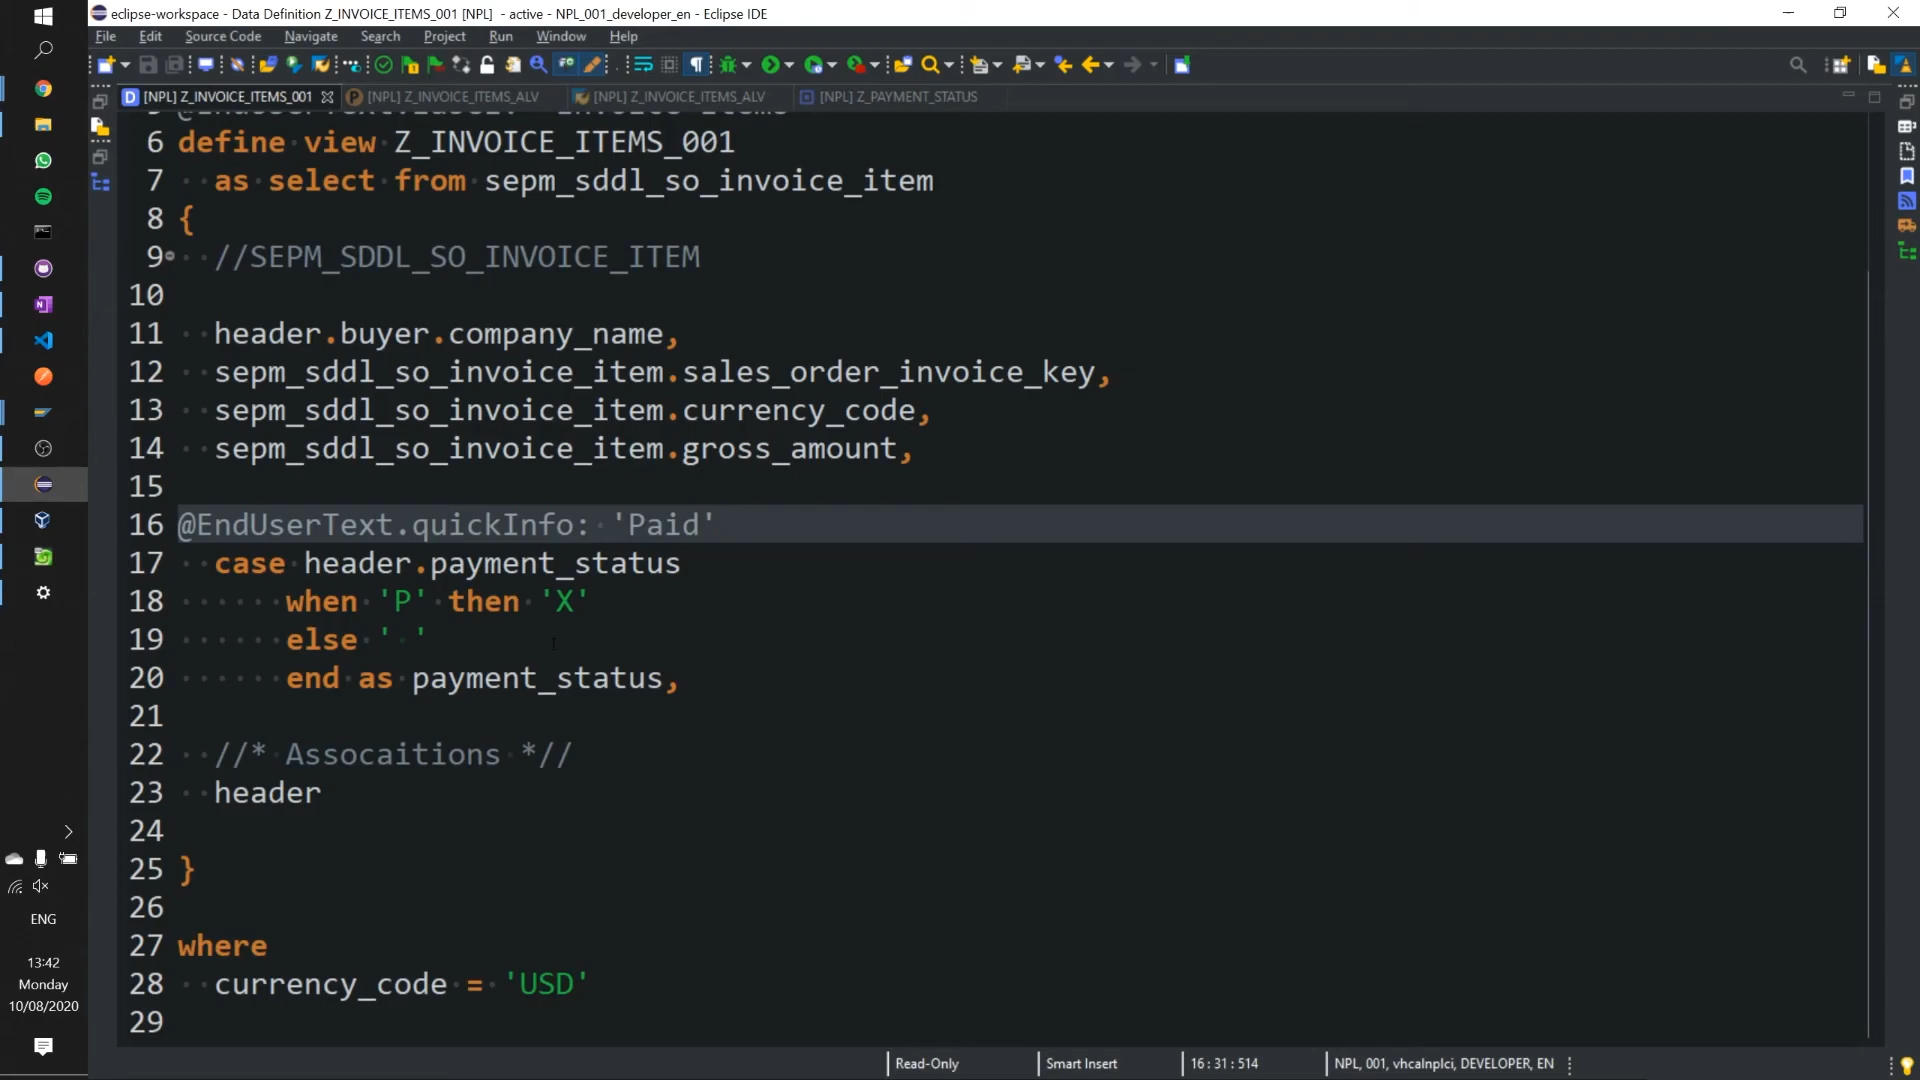 eclipse-workspace - Data Definition Z_INVOICE_ITEMS_001 [NPL] - active - NPL_001_developer_en - Eclipse IDE
File Edit Source Code Navigate Search Project Run Window Help
[NPL] Z_INVOICE_ITEMS_001 [NPL] Z_INVOICE_ITEMS_ALV [NPL] Z_INVOICE_ITEMS_ALV [NPL] Z_PAYMENT_STATUS
6 define view Z_INVOICE_ITEMS_001
7 as select from sepm_sddl_so_invoice_item
8 {
9 //SEPM_SDDL_SO_INVOICE_ITEM
10
11 header.buyer.company_name,
12 sepm_sddl_so_invoice_item.sales_order_invoice_key,
13 sepm_sddl_so_invoice_item.currency_code,
14 sepm_sddl_so_invoice_item.gross_amount,
15
16 @EndUserText.quickInfo: 'Paid'
17 case header.payment_status
18 when 'P' then 'X'
19 else ' '
20 end as payment_status,
21
22 //* Assocaitions *//
23 header
24
25 }
26
27 where
28 currency_code = 'USD'
29
Read-Only Smart Insert 16 : 31 : 514 NPL, 001, vhcalnplci, DEVELOPER, EN
ENG
13:42
Monday
10/08/2020